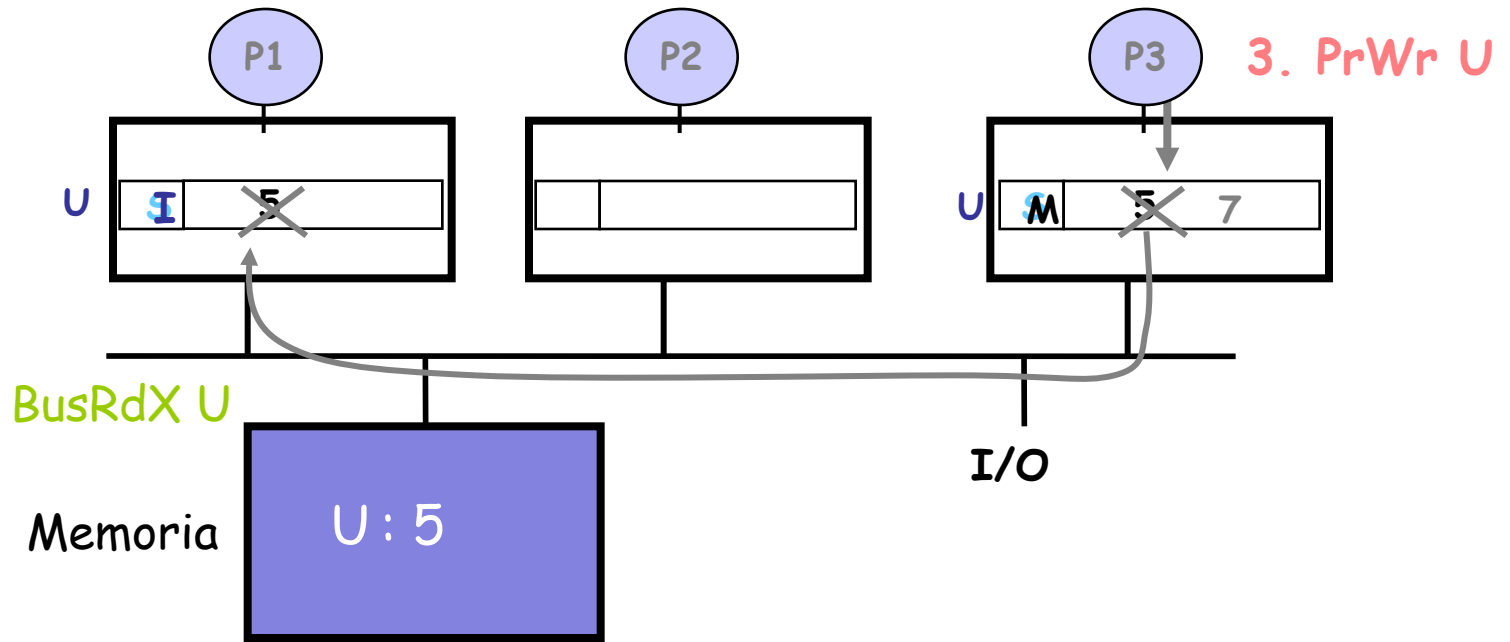 P1
P2
P3
3. PrWr U
U
S
I
5
U
S
M
5
7
BusRdX U
I/O
Memoria
U : 5